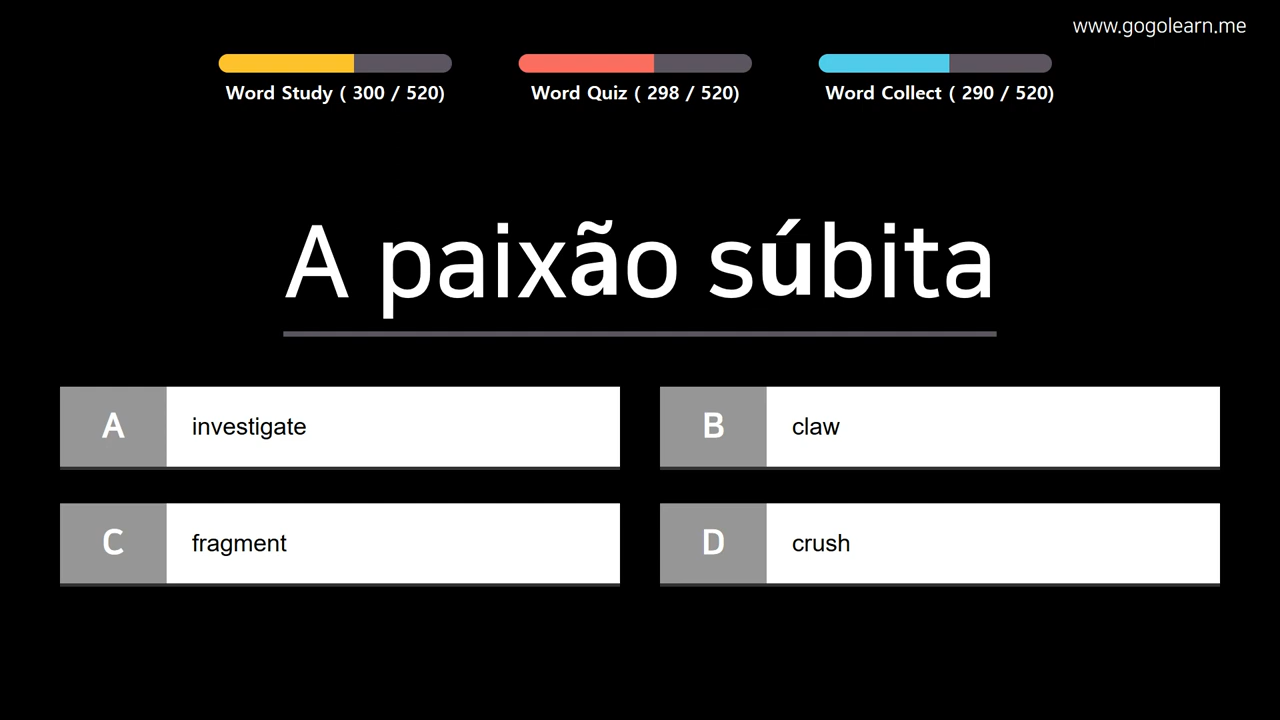 www.gogolearn.me
Word Study ( 300 / 520)
Word Quiz ( 298 / 520)
Word Collect ( 290 / 520)
A paixão súbita
A
investigate
B
claw
C
fragment
D
crush